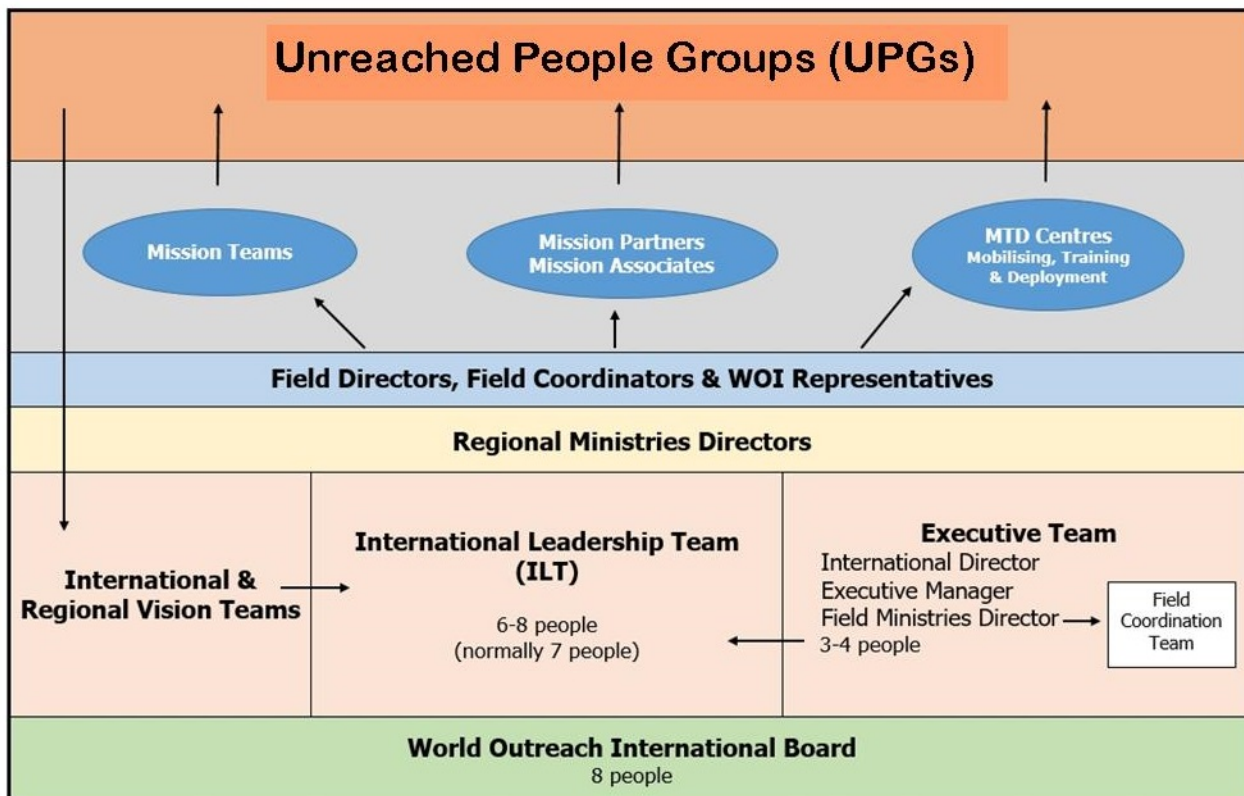 Unreached People Groups (UPGs)
Mission Teams
Mission Partners
Mission Associates
MTD Centres
Mobilising, Training
& Deployment
Field Directors, Field Coordinators & WOI Representatives
Regional Ministries Directors
International &
Regional Vision Teams
International Leadership Team
(ILT)
6-8 people
(normally 7 people)
Executive Team
International Director
Executive Manager
Field Ministries Director
3-4 people
Field
Coordination
Team
World Outreach International Board
8 people